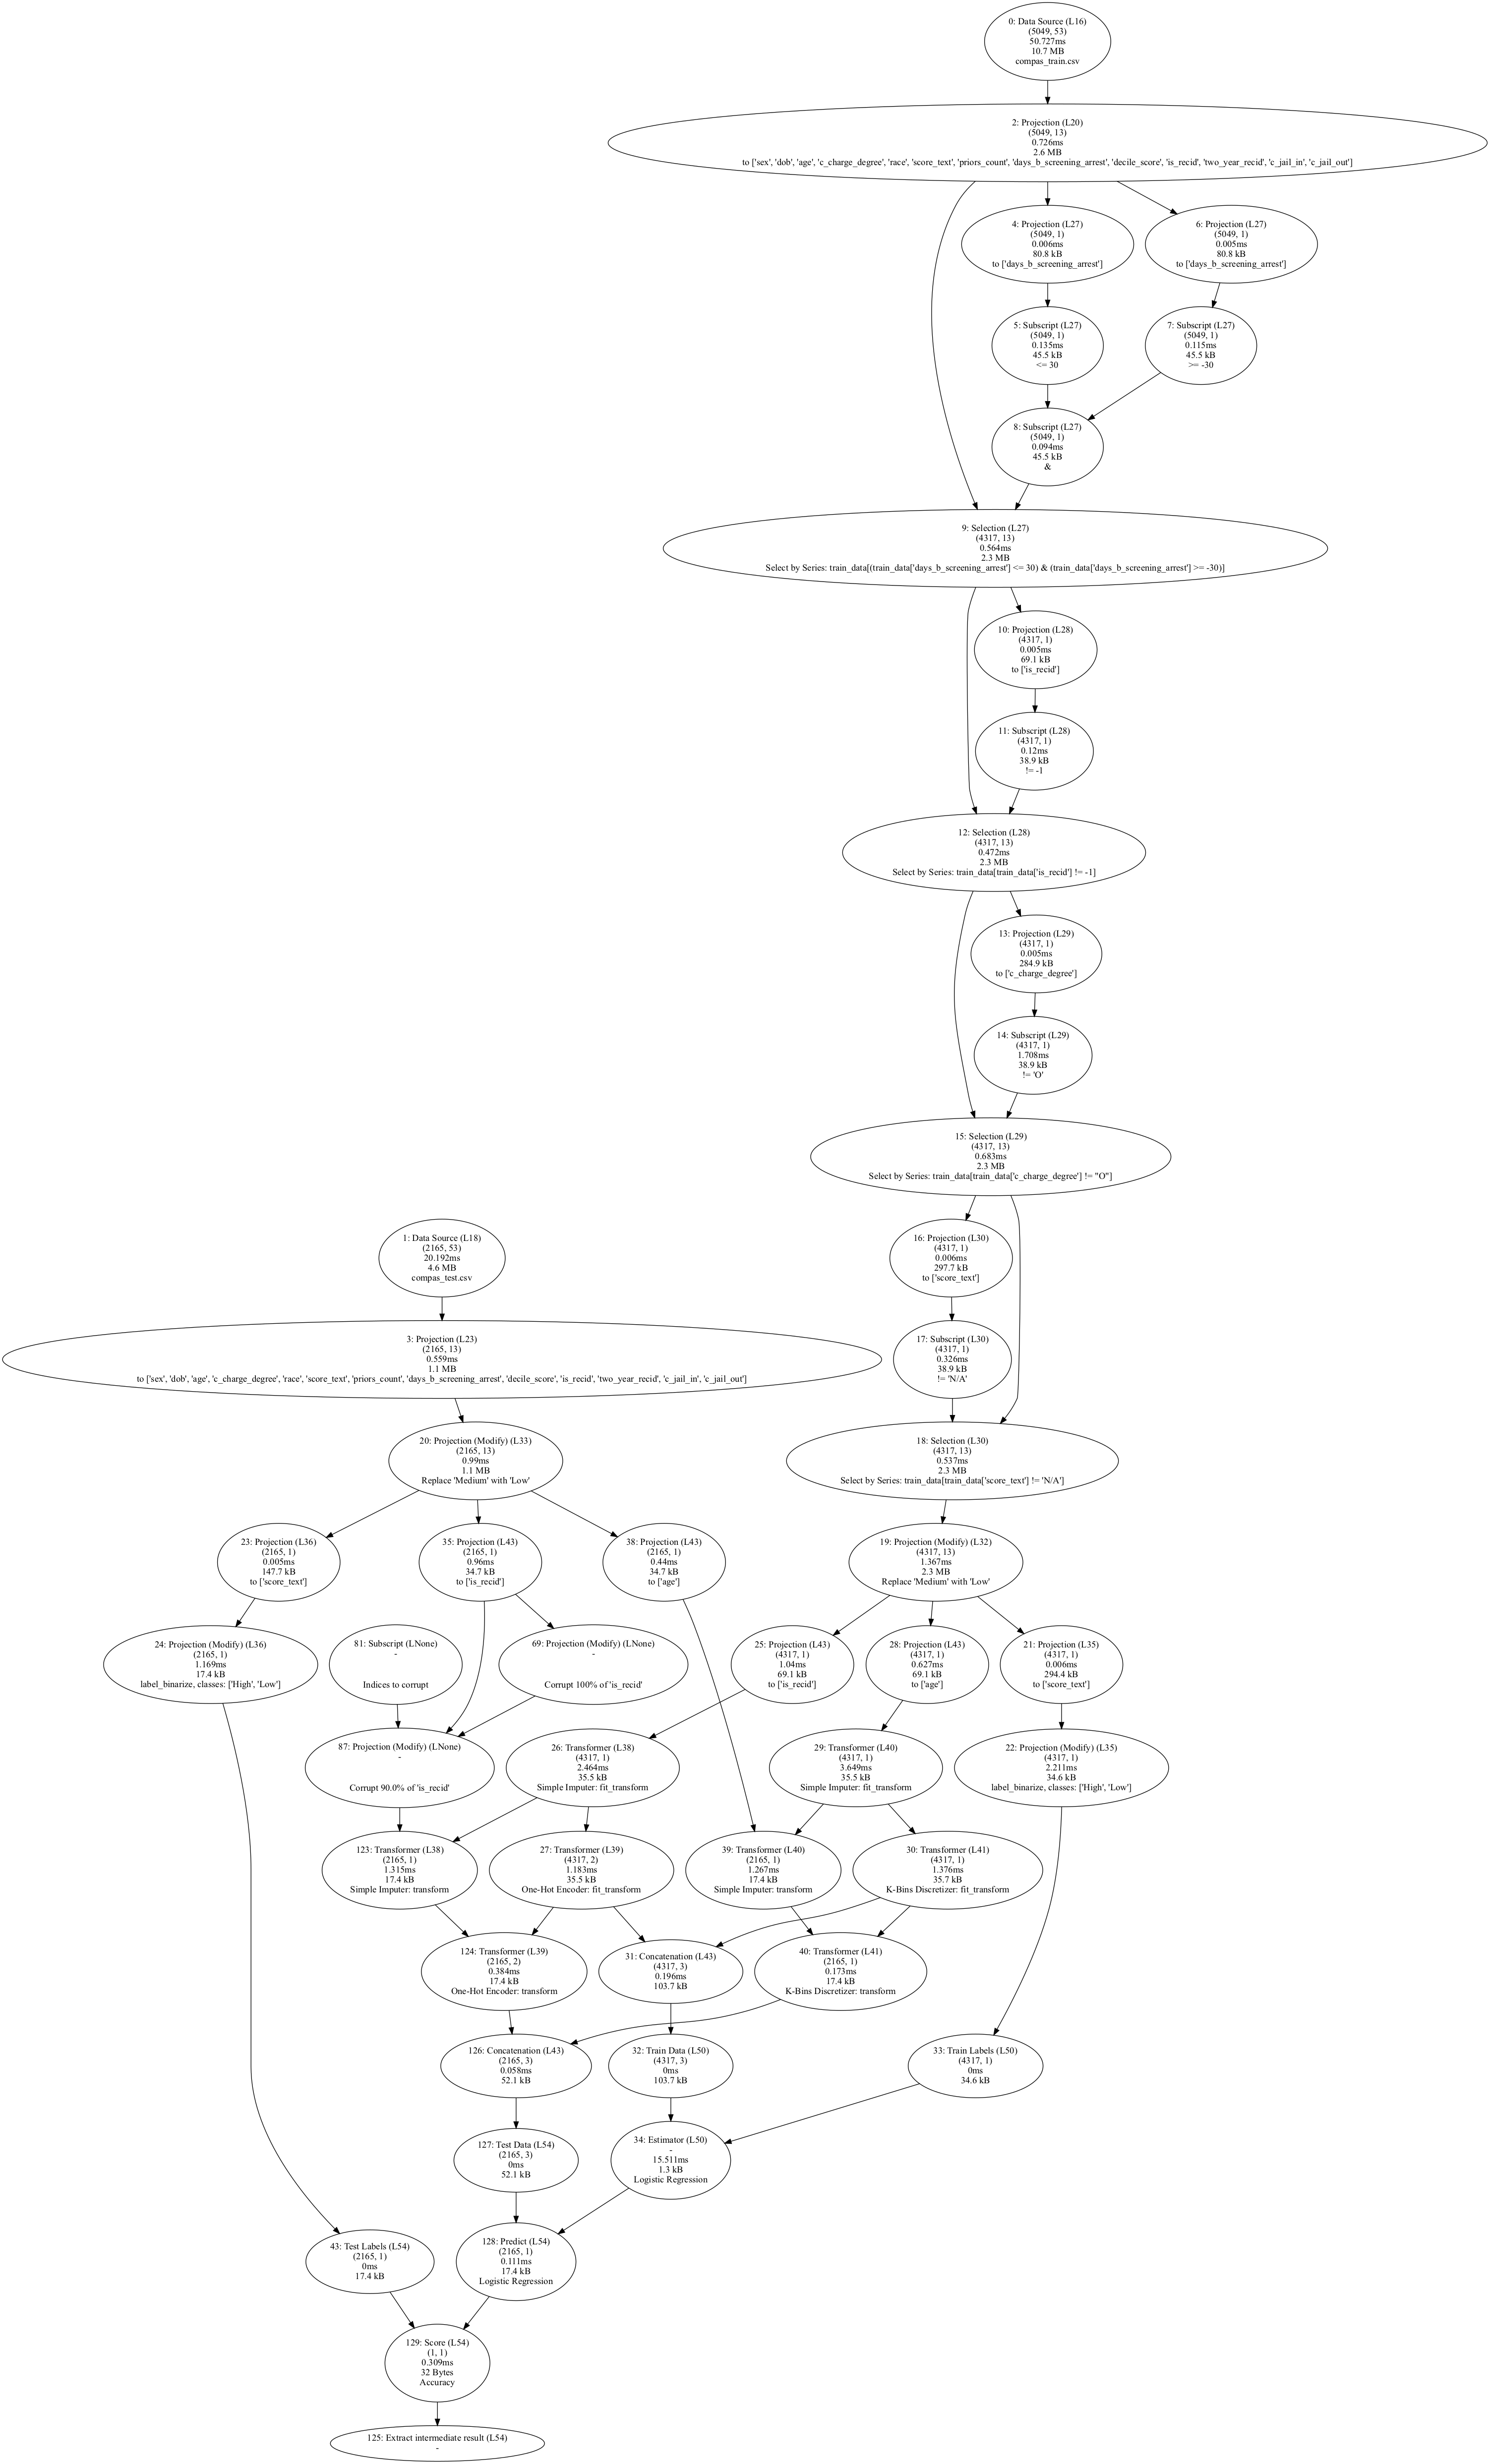 0: Data Source (L16)
(5049, 53)
50.727ms
10.7 MB
compas_train.csv
2: Projection (L20)
(5049, 13)
0.726ms
2.6 MB
to ['sex', 'dob', 'age', 'c_charge_degree', 'race', 'score_text', 'priors_count', 'days_b_screening_arrest', 'decile_score', 'is_recid', 'two_year_recid', 'c_jail_in', 'c_jail_out']
4: Projection (L27)
(5049, 1)
0.006ms
80.8 kB
to ['days_b_screening_arrest']
6: Projection (L27)
(5049, 1)
0.005ms
80.8 kB
to ['days_b_screening_arrest']
5: Subscript (L27)
(5049, 1)
0.135ms
45.5 kB
<= 30
7: Subscript (L27)
(5049, 1)
0.115ms
45.5 kB
>= -30
8: Subscript (L27)
(5049, 1)
0.094ms
45.5 kB
&
9: Selection (L27)
(4317, 13)
0.564ms
2.3 MB
Select by Series: train_data[(train_data['days_b_screening_arrest'] <= 30) & (train_data['days_b_screening_arrest'] >= -30)]
10: Projection (L28)
(4317, 1)
0.005ms
69.1 kB
to ['is_recid']
11: Subscript (L28)
(4317, 1)
0.12ms
38.9 kB
!= -1
12: Selection (L28)
(4317, 13)
0.472ms
2.3 MB
Select by Series: train_data[train_data['is_recid'] != -1]
13: Projection (L29)
(4317, 1)
0.005ms
284.9 kB
to ['c_charge_degree']
14: Subscript (L29)
(4317, 1)
1.708ms
38.9 kB
!= 'O'
15: Selection (L29)
(4317, 13)
0.683ms
2.3 MB
Select by Series: train_data[train_data['c_charge_degree'] != "O"]
1: Data Source (L18)
(2165, 53)
20.192ms
4.6 MB
compas_test.csv
16: Projection (L30)
(4317, 1)
0.006ms
297.7 kB
to ['score_text']
3: Projection (L23)
(2165, 13)
0.559ms
1.1 MB
to ['sex', 'dob', 'age', 'c_charge_degree', 'race', 'score_text', 'priors_count', 'days_b_screening_arrest', 'decile_score', 'is_recid', 'two_year_recid', 'c_jail_in', 'c_jail_out']
17: Subscript (L30)
(4317, 1)
0.326ms
38.9 kB
!= 'N/A'
20: Projection (Modify) (L33)
(2165, 13)
0.99ms
1.1 MB
Replace 'Medium' with 'Low'
18: Selection (L30)
(4317, 13)
0.537ms
2.3 MB
Select by Series: train_data[train_data['score_text'] != 'N/A']
23: Projection (L36)
(2165, 1)
0.005ms
147.7 kB
to ['score_text']
35: Projection (L43)
(2165, 1)
0.96ms
34.7 kB
to ['is_recid']
38: Projection (L43)
(2165, 1)
0.44ms
34.7 kB
to ['age']
19: Projection (Modify) (L32)
(4317, 13)
1.367ms
2.3 MB
Replace 'Medium' with 'Low'
24: Projection (Modify) (L36)
(2165, 1)
1.169ms
17.4 kB
label_binarize, classes: ['High', 'Low']
81: Subscript (LNone)
-
Indices to corrupt
69: Projection (Modify) (LNone)
-
Corrupt 100% of 'is_recid'
25: Projection (L43)
(4317, 1)
1.04ms
69.1 kB
to ['is_recid']
28: Projection (L43)
(4317, 1)
0.627ms
69.1 kB
to ['age']
21: Projection (L35)
(4317, 1)
0.006ms
294.4 kB
to ['score_text']
87: Projection (Modify) (LNone)
-
Corrupt 90.0% of 'is_recid'
26: Transformer (L38)
(4317, 1)
2.464ms
35.5 kB
Simple Imputer: fit_transform
29: Transformer (L40)
(4317, 1)
3.649ms
35.5 kB
Simple Imputer: fit_transform
22: Projection (Modify) (L35)
(4317, 1)
2.211ms
34.6 kB
label_binarize, classes: ['High', 'Low']
123: Transformer (L38)
(2165, 1)
1.315ms
17.4 kB
Simple Imputer: transform
27: Transformer (L39)
(4317, 2)
1.183ms
35.5 kB
One-Hot Encoder: fit_transform
39: Transformer (L40)
(2165, 1)
1.267ms
17.4 kB
Simple Imputer: transform
30: Transformer (L41)
(4317, 1)
1.376ms
35.7 kB
K-Bins Discretizer: fit_transform
124: Transformer (L39)
(2165, 2)
0.384ms
17.4 kB
One-Hot Encoder: transform
31: Concatenation (L43)
(4317, 3)
0.196ms
103.7 kB
40: Transformer (L41)
(2165, 1)
0.173ms
17.4 kB
K-Bins Discretizer: transform
126: Concatenation (L43)
(2165, 3)
0.058ms
52.1 kB
32: Train Data (L50)
(4317, 3)
0ms
103.7 kB
33: Train Labels (L50)
(4317, 1)
0ms
34.6 kB
127: Test Data (L54)
(2165, 3)
0ms
52.1 kB
34: Estimator (L50)
-
15.511ms
1.3 kB
Logistic Regression
43: Test Labels (L54)
(2165, 1)
0ms
17.4 kB
128: Predict (L54)
(2165, 1)
0.111ms
17.4 kB
Logistic Regression
129: Score (L54)
(1, 1)
0.309ms
32 Bytes
Accuracy
125: Extract intermediate result (L54)
-